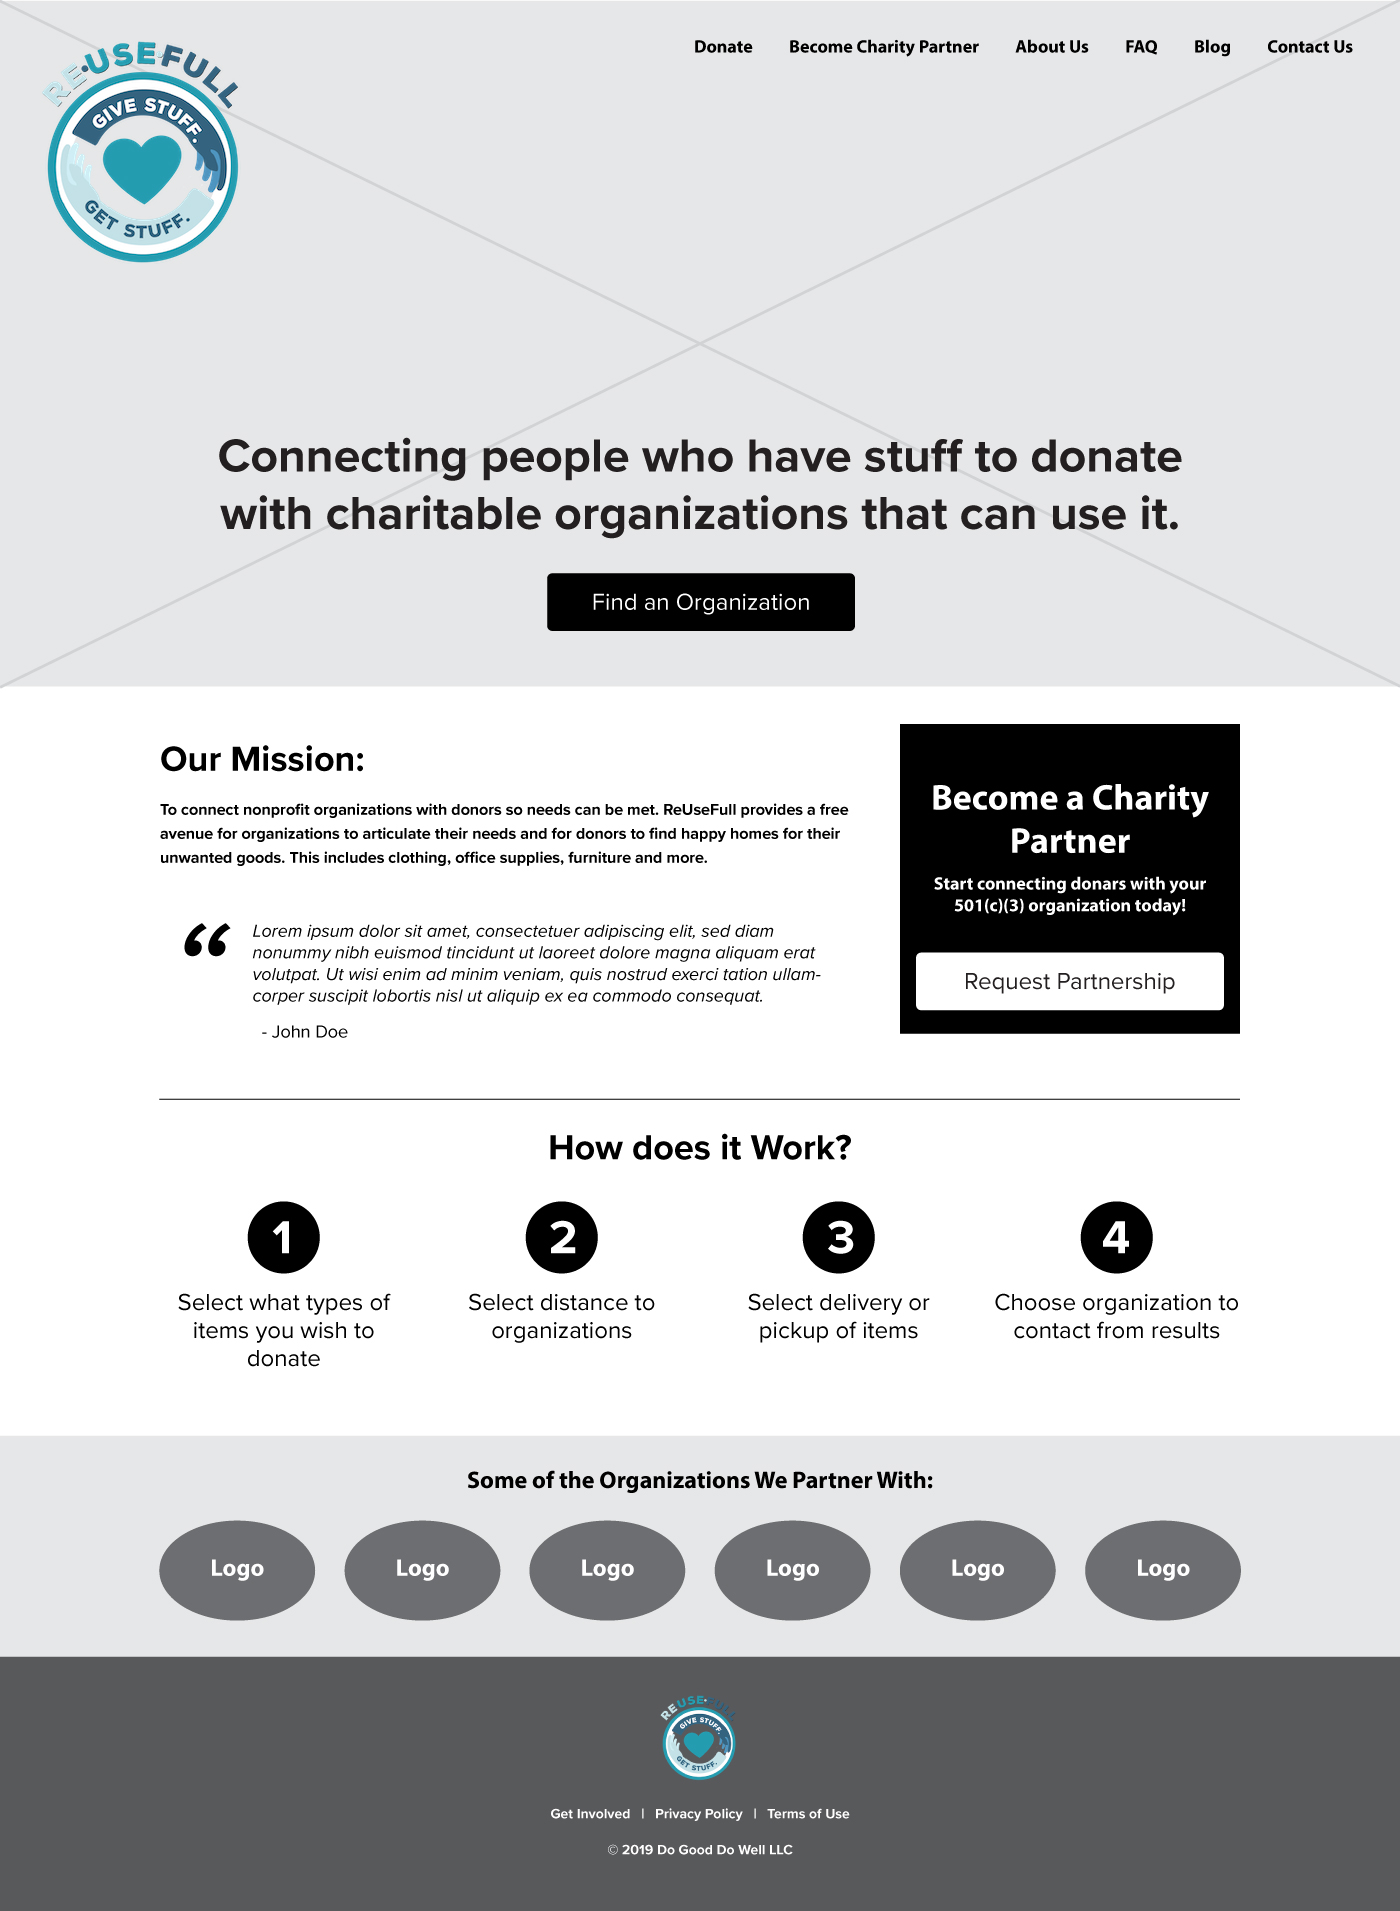 RE·USEFULL
GIVE STUFF.
GET STUFF.
Donate Become Charity Partner About Us FAQ Blog Contact Us
Connecting people who have stuff to donate
with charitable organizations that can use it.
Find an Organization
Our Mission:
To connect nonprofit organizations with donors so needs can be met. ReUseFull provides a free
avenue for organizations to articulate their needs and for donors to find happy homes for their
unwanted goods. This includes clothing, office supplies, furniture and more.
“ Lorem ipsum dolor sit amet, consectetuer adipiscing elit, sed diam
nonummy nibh euismod tincidunt ut laoreet dolore magna aliquam erat
volutpat. Ut wisi enim ad minim veniam, quis nostrud exerci tation ullam-
corper suscipit lobortis nisl ut aliquip ex ea commodo consequat.
- John Doe
Become a Charity
Partner
Start connecting donars with your
501(c)(3) organization today!
Request Partnership
How does it Work?
1
Select what types of
items you wish to
donate
2
Select distance to
organizations
3
Select delivery or
pickup of items
4
Choose organization to
contact from results
Some of the Organizations We Partner With:
Logo Logo Logo Logo Logo Logo
RE·USEFULL
GIVE STUFF.
GET STUFF.
Get Involved | Privacy Policy | Terms of Use
© 2019 Do Good Do Well LLC